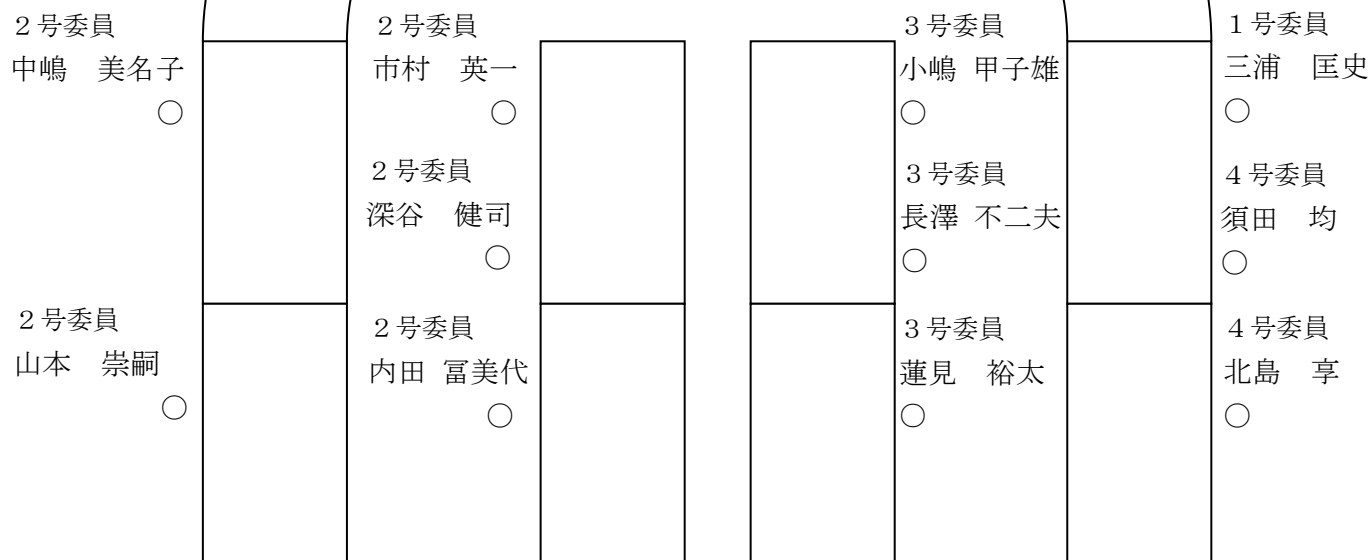 ２号委員
中嶋　美名子
○
２号委員
山本　崇嗣
○
２号委員
市村　英一
○
２号委員
深谷　健司
○
２号委員
内田 冨美代
○
３号委員
小嶋 甲子雄
○
３号委員
長澤 不二夫
○
３号委員
蓮見　裕太
○
１号委員
三浦　匡史
○
４号委員
須田　均
○
４号委員
北島　享
○